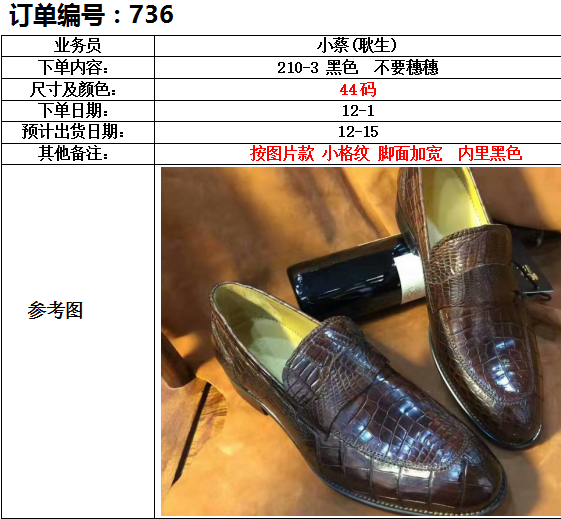 订单编号：736
业务员
小蔡(耿生)
下单内容：
210-3 黑色 不要穗穗
尺寸及颜色：
44码
下单日期：
12-1
预计出货日期：
12-15
其他备注：
按图片款 小格纹 脚面加宽 内里黑色
参考图